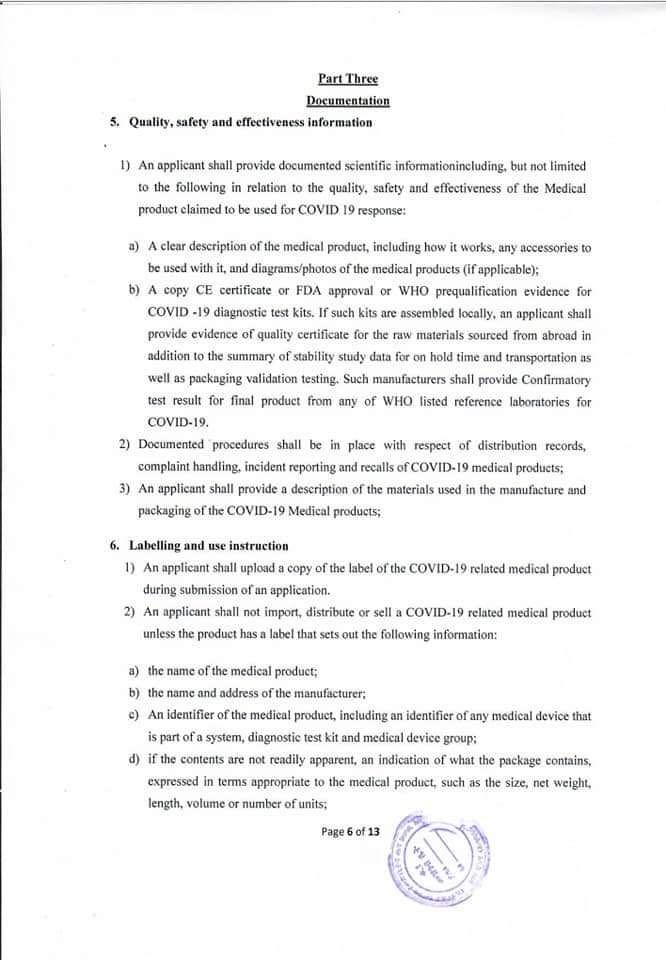 Part Three
Documentation
5. Quality, safety and effectiveness information
1) An applicant shall provide documented scientific informationincluding, but not limited
to the following in relation to the quality, safety and effectiveness of the Medical
product claimed to be used for COVID 19 response:
a) A clear description of the medical product, including how it works, any accessories to
be used with it, and diagrams/photos of the medical products (if applicable);
b) A copy CE certificate or FDA approval or WHO prequalification evidence for
COVID -19 diagnostic test kits. If such kits are assembled locally, an applicant shall
provide evidence of quality certificate for the raw materials sourced from abroad in
addition to the summary of stability study data for on hold time and transportation as
well as packaging validation testing. Such manufacturers shall provide Confirmatory
test result for final product from any of WHO listed reference laboratories for
COVID-19.
2) Documented procedures shall be in place with respect of distribution records,
complaint handling, incident reporting and recalls of COVID-19 medical products;
3) An applicant shall provide a description of the materials used in the manufacture and
packaging of the COVID-19 Medical products;
6. Labelling and use instruction
1) An applicant shall upload a copy of the label of the COVID-19 related medical product
during submission of an application.
2) An applicant shall not import, distribute or sell a COVID-19 related medical product
unless the product has a label that sets out the following information:
a) the name of the medical product;
b) the name and address of the manufacturer;
c) An identifier of the medical product, including an identifier of any medical device that
is part of a system, diagnostic test kit and medical device group;
d) if the contents are not readily apparent, an indication of what the package contains,
expressed in terms appropriate to the medical product, such as the size, net weight,
length, volume or number of units;
Page 6 of 13